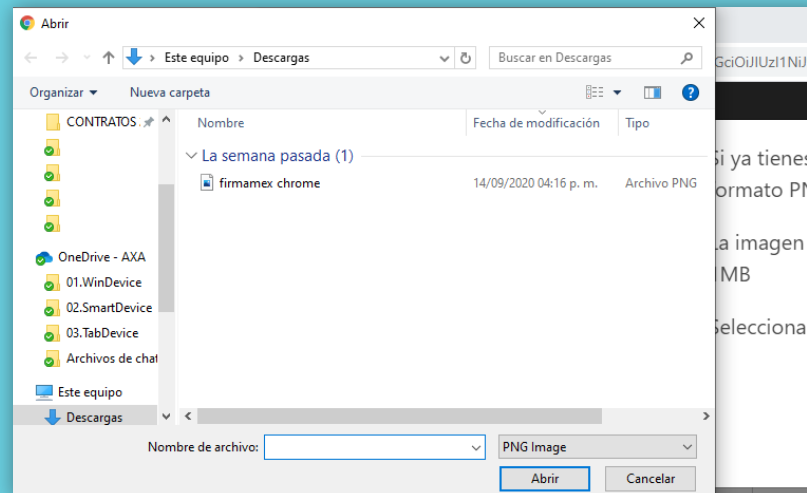 Abrir
GciOiJIUzI1NiJ
Este equipo › Descargas
Buscar en Descargas
Organizar
Nueva carpeta
CONTRATOS
Nombre
Fecha de modificación
Tipo
La semana pasada (1)
firmamex chrome
14/09/2020 04:16 p. m.
Archivo PNG
OneDrive - AXA
01.WinDevice
02.SmartDevice
03.TabDevice
Archivos de chat
Este equipo
Descargas
Nombre de archivo:
PNG Image
Abrir
Cancelar
Si ya tienes
formato PN
La imagen
1MB
Selecciona